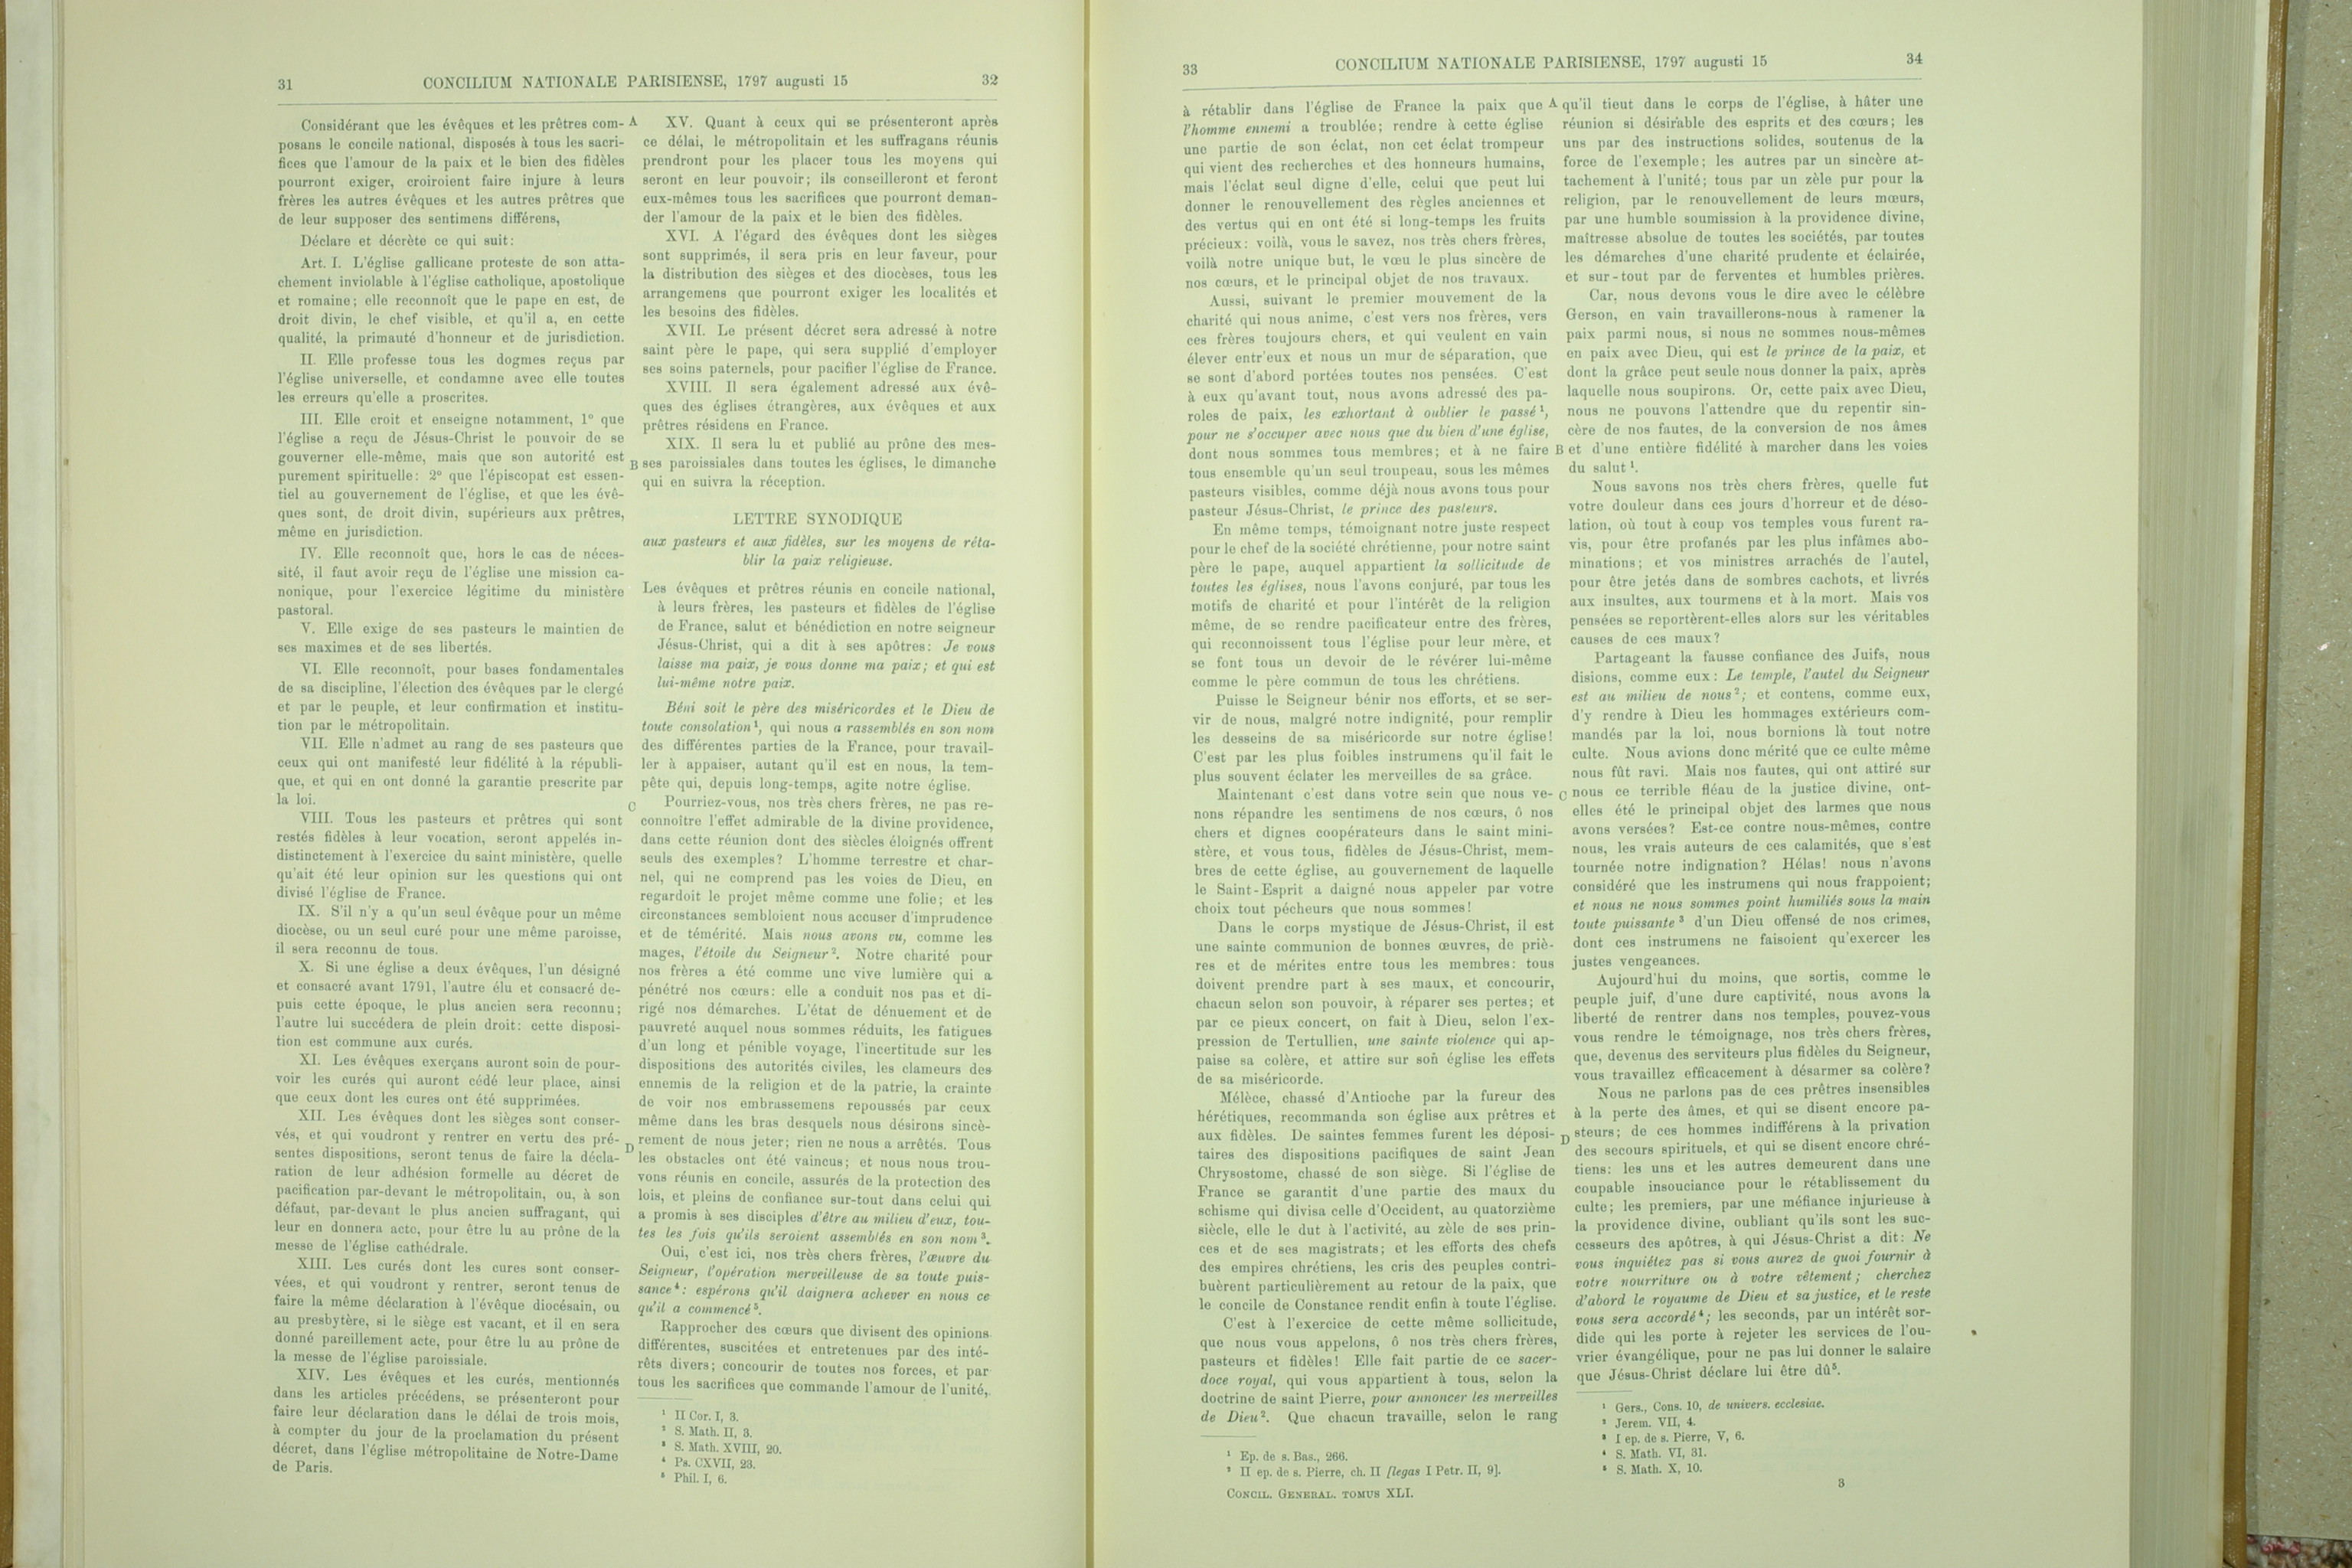 31
CONCILIUM NATIONALE PARISIENSE, 1797 augusti 15
32
Considérant que les évêques et les prêtres com-
posans le concile national, disposés à tous les sacri-
fices que l'amour de la paix et le bien des fidèles
pourront exiger, croiroient faire injure à leurs
frères les autres évêques et les autres prêtres que
de leur supposer des sentimens différens,
Déclare et décrète ce qui suit:
Art. I. L'église gallicane proteste de son atta-
chement inviolable à l'église catholique, apostolique
et romaine; elle reconnoît que le pape en est, de
droit divin, le chef visible, et qu'il a, en cette
qualité, la primauté d'honneur et de jurisdiction.
II. Elle professe tous les dogmes reçus par
l'église universelle, et condamne avec elle toutes
les erreurs qu'elle a proscrites.
III. Elle croit et enseigne notamment, 1° que
l'église a reçu de Jésus-Christ le pouvoir de se
gouverner elle-même, mais que son autorité est
purement spirituelle: 2° que l'épiscopat est essen-
tiel au gouvernement de l'église, et que les évê-
ques sont, de droit divin, supérieurs aux prêtres,
même en jurisdiction.
IV. Elle reconnoît que, hors le cas de néces-
sité, il faut avoir reçu de l'église une mission ca-
nonique, pour l'exercice légitime du ministère
pastoral.
V. Elle exige de ses pasteurs le maintien de
ses maximes et de ses libertés.
VI. Elle reconnoît, pour bases fondamentales
de sa discipline, l'élection des évêques par le clergé
et par le peuple, et leur confirmation et institu-
tion par le métropolitain.
VII. Elle n'admet au rang de ses pasteurs que
ceux qui ont manifesté leur fidélité à la républi-
que, et qui en ont donné la garantie prescrite par
la loi.
VIII. Tous les pasteurs et prêtres qui sont
restés fidèles à leur vocation, seront appelés in-
distinctement à l'exercice du saint ministère, quelle
qu'ait été leur opinion sur les questions qui ont
divisé l'église de France.
IX. S'il n'y a qu'un seul évêque pour un même
diocèse, ou un seul curé pour une même paroisse,
il sera reconnu de tous.
X. Si une église a deux évêques, l'un désigné
et consacré avant 1791, l'autre élu et consacré de-
puis cette époque, le plus ancien sera reconnu;
l'autre lui succédera de plein droit: cette disposi-
tion est commune aux curés.
XI. Les évêques exerçans auront soin de pour-
voir les curés qui auront cédé leur place, ainsi
que ceux dont les cures ont été supprimées.
XII. Les évêques dont les sièges sont conser-
vés, et qui voudront y rentrer en vertu des pré-
sentes dispositions, seront tenus de faire la décla-
ration de leur adhésion formelle au décret de
pacification par-devant le métropolitain, ou, à son
défaut, par-devant le plus ancien suffragant, qui
leur en donnera acte, pour être lu au prône de la
messe de l'église cathédrale.
XIII. Les curés dont les cures sont conser-
vées, et qui voudront y rentrer, seront tenus de
faire la même déclaration à l'évêque diocésain, ou
au presbytère, si le siège est vacant, et il en sera
donné pareillement acte, pour être lu au prône de
la messe de l'église paroissiale.
XIV. Les évêques et les curés, mentionnés
dans les articles précédens, se présenteront pour
faire leur déclaration dans le délai de trois mois,
à compter du jour de la proclamation du présent
décret, dans l'église métropolitaine de Notre-Dame
de Paris.
A
B
C
D
XV. Quant à ceux qui se présenteront après
ce délai, le métropolitain et les suffragans réunis
prendront pour les placer tous les moyens qui
seront en leur pouvoir; ils conseilleront et feront
eux-mêmes tous les sacrifices que pourront deman-
der l'amour de la paix et le bien des fidèles.
XVI. A l'égard des évêques dont les sièges
sont supprimés, il sera pris en leur faveur, pour
la distribution des sièges et des diocèses, tous les
arrangemens que pourront exiger les localités et
les besoins des fidèles.
XVII. Le présent décret sera adressé à notre
saint père le pape, qui sera supplié d'employer
ses soins paternels, pour pacifier l'église de France.
XVIII. Il sera également adressé aux évê-
ques des églises étrangères, aux évêques et aux
prêtres résidens en France.
XIX. Il sera lu et publié au prône des mes-
ses paroissiales dans toutes les églises, le dimanche
qui en suivra la réception.
LETTRE SYNODIQUE
aux pasteurs et aux fidèles, sur les moyens de réta-
blir la paix religieuse.
Les évêques et prêtres réunis en concile national,
à leurs frères, les pasteurs et fidèles de l'église
de France, salut et bénédiction en notre seigneur
Jésus-Christ, qui a dit à ses apôtres: Je vous
laisse ma paix, je vous donne ma paix; et qui est
lui-même notre paix.
Béni soit le père des miséricordes et le Dieu de
toute consolation¹, qui nous a rassemblés en son nom
des différentes parties de la France, pour travail-
ler à appaiser, autant qu'il est en nous, la tem-
pête qui, depuis long-temps, agite notre église.
Pourriez-vous, nos très chers frères, ne pas re-
connoître l'effet admirable de la divine providence,
dans cette réunion dont des siècles éloignés offrent
seuls des exemples? L'homme terrestre et char-
nel, qui ne comprend pas les voies de Dieu, en
regardoit le projet même comme une folie; et les
circonstances sembloient nous accuser d'imprudence
et de témérité. Mais nous avons vu, comme les
mages, l'étoile du Seigneur². Notre charité pour
nos frères a été comme une vive lumière qui a
pénétré nos cœurs: elle a conduit nos pas et di-
rigé nos démarches. L'état de dénuement et de
pauvreté auquel nous sommes réduits, les fatigues
d'un long et pénible voyage, l'incertitude sur les
dispositions des autorités civiles, les clameurs des
ennemis de la religion et de la patrie, la crainte
de voir nos embrassemens repoussés par ceux
même dans les bras desquels nous désirons sincè-
rement de nous jeter; rien ne nous a arrêtés. Tous
les obstacles ont été vaincus; et nous nous trou-
vons réunis en concile, assurés de la protection des
lois, et pleins de confiance sur-tout dans celui qui
a promis à ses disciples d'être au milieu d'eux, tou-
tes les fois qu'ils seroient assemblés en son nom³.
Oui, c'est ici, nos très chers frères, l'œuvre du
Seigneur, l'opération merveilleuse de sa toute puis-
sance⁴: espérons qu'il daignera achever en nous ce
qu'il a commencé⁵.
Rapprocher des cœurs que divisent des opinions
différentes, suscitées et entretenues par des inté-
rêts divers; concourir de toutes nos forces, et par
tous les sacrifices que commande l'amour de l'unité,
¹ II Cor. I, 3.
² S. Math. II, 3.
³ S. Math. XVIII, 20.
⁴ Ps. CXVII, 23.
⁵ Phil. I, 6.
33
CONCILIUM NATIONALE PARISIENSE, 1797 augusti 15
34
à rétablir dans l'église de France la paix que
l'homme ennemi a troublée; rendre à cette église
une partie de son éclat, non cet éclat trompeur
qui vient des recherches et des honneurs humains,
mais l'éclat seul digne d'elle, celui que peut lui
donner le renouvellement des règles anciennes et
des vertus qui en ont été si long-temps les fruits
précieux: voilà, vous le savez, nos très chers frères,
voilà notre unique but, le vœu le plus sincère de
nos cœurs, et le principal objet de nos travaux.
Aussi, suivant le premier mouvement de la
charité qui nous anime, c'est vers nos frères, vers
ces frères toujours chers, et qui veulent en vain
élever entr'eux et nous un mur de séparation, que
se sont d'abord portées toutes nos pensées. C'est
à eux qu'avant tout, nous avons adressé des pa-
roles de paix, les exhortant à oublier le passé¹,
pour ne s'occuper avec nous que du bien d'une église,
dont nous sommes tous membres; et à ne faire
tous ensemble qu'un seul troupeau, sous les mêmes
pasteurs visibles, comme déjà nous avons tous pour
pasteur Jésus-Christ, le prince des pasteurs.
En même temps, témoignant notre juste respect
pour le chef de la société chrétienne, pour notre saint
père le pape, auquel appartient la sollicitude de
toutes les églises, nous l'avons conjuré, par tous les
motifs de charité et pour l'intérêt de la religion
même, de se rendre pacificateur entre des frères,
qui reconnoissent tous l'église pour leur mère, et
se font tous un devoir de le révérer lui-même
comme le père commun de tous les chrétiens.
Puisse le Seigneur bénir nos efforts, et se ser-
vir de nous, malgré notre indignité, pour remplir
les desseins de sa miséricorde sur notre église!
C'est par les plus foibles instrumens qu'il fait le
plus souvent éclater les merveilles de sa grâce.
Maintenant c'est dans votre sein que nous ve-
nons répandre les sentimens de nos cœurs, ô nos
chers et dignes coopérateurs dans le saint mini-
stère, et vous tous, fidèles de Jésus-Christ, mem-
bres de cette église, au gouvernement de laquelle
le Saint-Esprit a daigné nous appeler par votre
choix tout pécheurs que nous sommes!
Dans le corps mystique de Jésus-Christ, il est
une sainte communion de bonnes œuvres, de priè-
res et de mérites entre tous les membres: tous
doivent prendre part à ses maux, et concourir,
chacun selon son pouvoir, à réparer ses pertes; et
par ce pieux concert, on fait à Dieu, selon l'ex-
pression de Tertullien, une sainte violence qui ap-
paise sa colère, et attire sur son église les effets
de sa miséricorde.
Mélèce, chassé d'Antioche par la fureur des
hérétiques, recommanda son église aux prêtres et
aux fidèles. De saintes femmes furent les déposi-
taires des dispositions pacifiques de saint Jean
Chrysostome, chassé de son siège. Si l'église de
France se garantit d'une partie des maux du
schisme qui divisa celle d'Occident, au quatorzième
siècle, elle le dut à l'activité, au zèle de ses prin-
ces et de ses magistrats; et les efforts des chefs
des empires chrétiens, les cris des peuples contri-
buèrent particulièrement au retour de la paix, que
le concile de Constance rendit enfin à toute l'église.
C'est à l'exercice de cette même sollicitude,
que nous vous appelons, ô nos très chers frères,
pasteurs et fidèles! Elle fait partie de ce sacer-
doce royal, qui vous appartient à tous, selon la
doctrine de saint Pierre, pour annoncer les merveilles
de Dieu². Que chacun travaille, selon le rang
¹ Ep. de s. Bas., 266.
² II ep. de s. Pierre, ch. II [legas I Petr. II, 9].
CONCIL. GENERAL. TOMUS XLI.
A
B
C
D
qu'il tient dans le corps de l'église, à hâter une
réunion si désirable des esprits et des cœurs; les
uns par des instructions solides, soutenus de la
force de l'exemple; les autres par un sincère at-
tachement à l'unité; tous par un zèle pur pour la
religion, par le renouvellement de leurs mœurs,
par une humble soumission à la providence divine,
maîtresse absolue de toutes les sociétés, par toutes
les démarches d'une charité prudente et éclairée,
et sur-tout par de ferventes et humbles prières.
Car, nous devons vous le dire avec le célèbre
Gerson, en vain travaillerons-nous à ramener la
paix parmi nous, si nous ne sommes nous-mêmes
en paix avec Dieu, qui est le prince de la paix, et
dont la grâce peut seule nous donner la paix, après
laquelle nous soupirons. Or, cette paix avec Dieu,
nous ne pouvons l'attendre que du repentir sin-
cère de nos fautes, de la conversion de nos âmes
et d'une entière fidélité à marcher dans les voies
du salut¹.
Nous savons nos très chers frères, quelle fut
votre douleur dans ces jours d'horreur et de déso-
lation, où tout à coup vos temples vous furent ra-
vis, pour être profanés par les plus infâmes abo-
minations; et vos ministres arrachés de l'autel,
pour être jetés dans de sombres cachots, et livrés
aux insultes, aux tourmens et à la mort. Mais vos
pensées se reportèrent-elles alors sur les véritables
causes de ces maux?
Partageant la fausse confiance des Juifs, nous
disions, comme eux: Le temple, l'autel du Seigneur
est au milieu de nous²; et contens, comme eux,
d'y rendre à Dieu les hommages extérieurs com-
mandés par la loi, nous bornions là tout notre
culte. Nous avions donc mérité que ce culte même
nous fût ravi. Mais nos fautes, qui ont attiré sur
nous ce terrible fléau de la justice divine, ont-
elles été le principal objet des larmes que nous
avons versées? Est-ce contre nous-mêmes, contre
nous, les vrais auteurs de ces calamités, que s'est
tournée notre indignation? Hélas! nous n'avons
considéré que les instrumens qui nous frappoient;
et nous ne nous sommes point humiliés sous la main
toute puissante³ d'un Dieu offensé de nos crimes,
dont ces instrumens ne faisoient qu'exercer les
justes vengeances.
Aujourd'hui du moins, que sortis, comme le
peuple juif, d'une dure captivité, nous avons la
liberté de rentrer dans nos temples, pouvez-vous
vous rendre le témoignage, nos très chers frères,
que, devenus des serviteurs plus fidèles du Seigneur,
vous travaillez efficacement à désarmer sa colère?
Nous ne parlons pas de ces prêtres insensibles
à la perte des âmes, et qui se disent encore pa-
steurs; de ces hommes indifférens à la privation
des secours spirituels, et qui se disent encore chré-
tiens: les uns et les autres demeurent dans une
coupable insouciance pour le rétablissement du
culte; les premiers, par une méfiance injurieuse à
la providence divine, oubliant qu'ils sont les suc-
cesseurs des apôtres, à qui Jésus-Christ a dit: Ne
vous inquiétez pas si vous aurez de quoi fournir à
votre nourriture ou à votre vêtement; cherchez
d'abord le royaume de Dieu et sa justice, et le reste
vous sera accordé⁴; les seconds, par un intérêt sor-
dide qui les porte à rejeter les services de l'ou-
vrier évangélique, pour ne pas lui donner le salaire
que Jésus-Christ déclare lui être dû⁵.
¹ Gers., Cons. 10, de univers. ecclesiae.
² Jerem. VII, 4.
³ I ep. de s. Pierre, V, 6.
⁴ S. Math. VI, 31.
⁵ S. Math. X, 10.
3